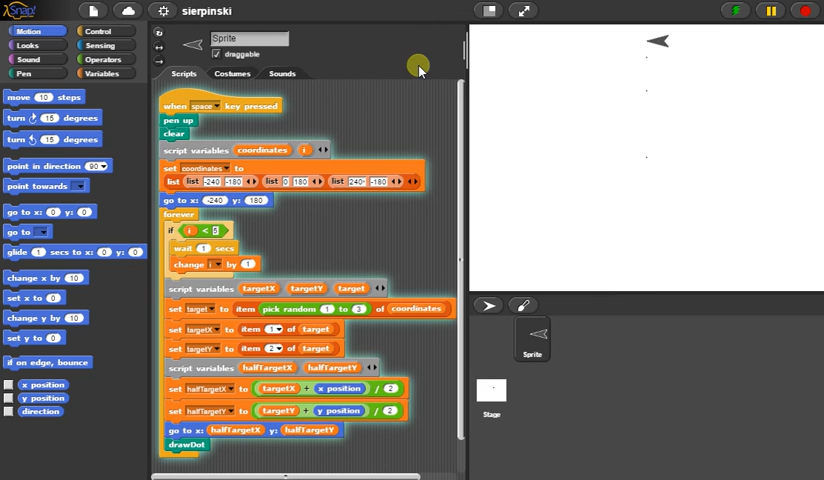 Snap!
sierpinski
Motion
Control
Looks
Sensing
Sound
Operators
Pen
Variables
move 10 steps
turn 15 degrees
turn 15 degrees
point in direction 90
point towards
go to x: 0 y: 0
go to
glide 1 secs to x: 0 y: 0
change x by 10
set x to 0
change y by 10
set y to 0
if on edge, bounce
x position
y position
direction
Sprite
draggable
Scripts
Costumes
Sounds
when space key pressed
pen up
clear
script variables coordinates i
set coordinates to
list list -240 -180 list 0 180 list 240 -180
go to x: -240 y: 180
forever
if i < 5
wait 1 secs
change i by 1
script variables targetX targetY target
set target to item pick random 1 to 3 of coordinates
set targetX to item 1 of target
set targetY to item 2 of target
script variables halfTargetX halfTargetY
set halfTargetX to targetX + x position / 2
set halfTargetY to targetY + y position / 2
go to x: halfTargetX y: halfTargetY
drawDot
Sprite
Stage